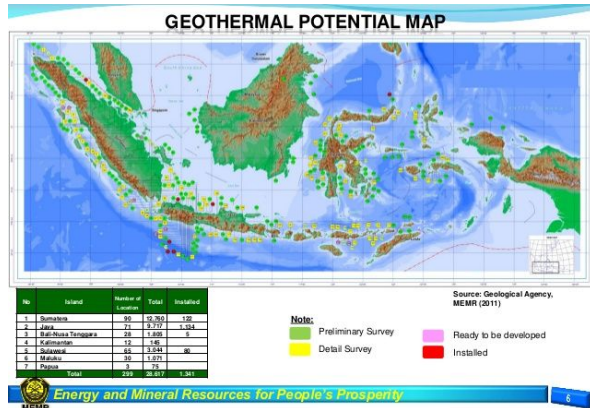 GEOTHERMAL POTENTIAL MAP
Singapore
No Island Number of Location Total Installed
1 Sumatera 90 12.760 122
2 Java 71 9.717 1.134
3 Bali-Nusa Tenggara 28 1.805 5
4 Kalimantan 12 145
5 Sulawesi 65 3.044 80
6 Maluku 30 1.071
7 Papua 3 75
Total 299 28.617 1.341
Source: Geological Agency,
MEMR (2011)
Note:
Preliminary Survey
Detail Survey
Ready to be developed
Installed
Energy and Mineral Resources for People's Prosperity
MEMR
6